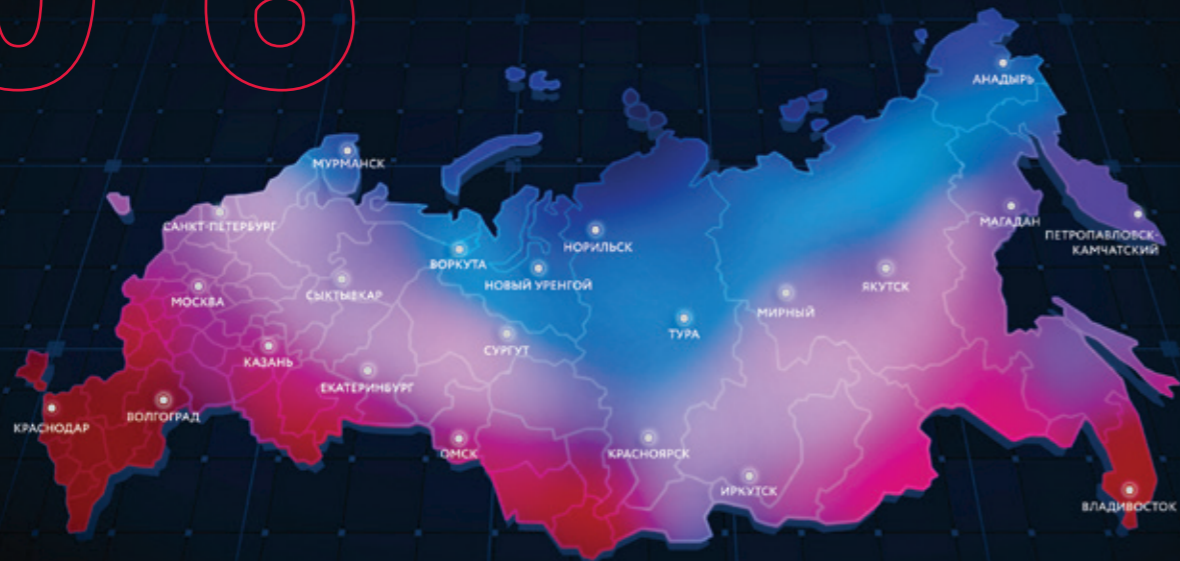 6
АНАДЫРЬ
МУРМАНСК
САНКТ-ПЕТЕРБУРГ
МАГАДАН
ПЕТРОПАВЛОВСК-
КАМЧАТСКИЙ
НОРИЛЬСК
ВОРКУТА
НОВЫЙ УРЕНГОЙ
ЯКУТСК
МОСКВА
СЫКТЫВКАР
МИРНЫЙ
ТУРА
СУРГУТ
КАЗАНЬ
ЕКАТЕРИНБУРГ
ВОЛГОГРАД
КРАСНОДАР
ОМСК
КРАСНОЯРСК
ИРКУТСК
ВЛАДИВОСТОК